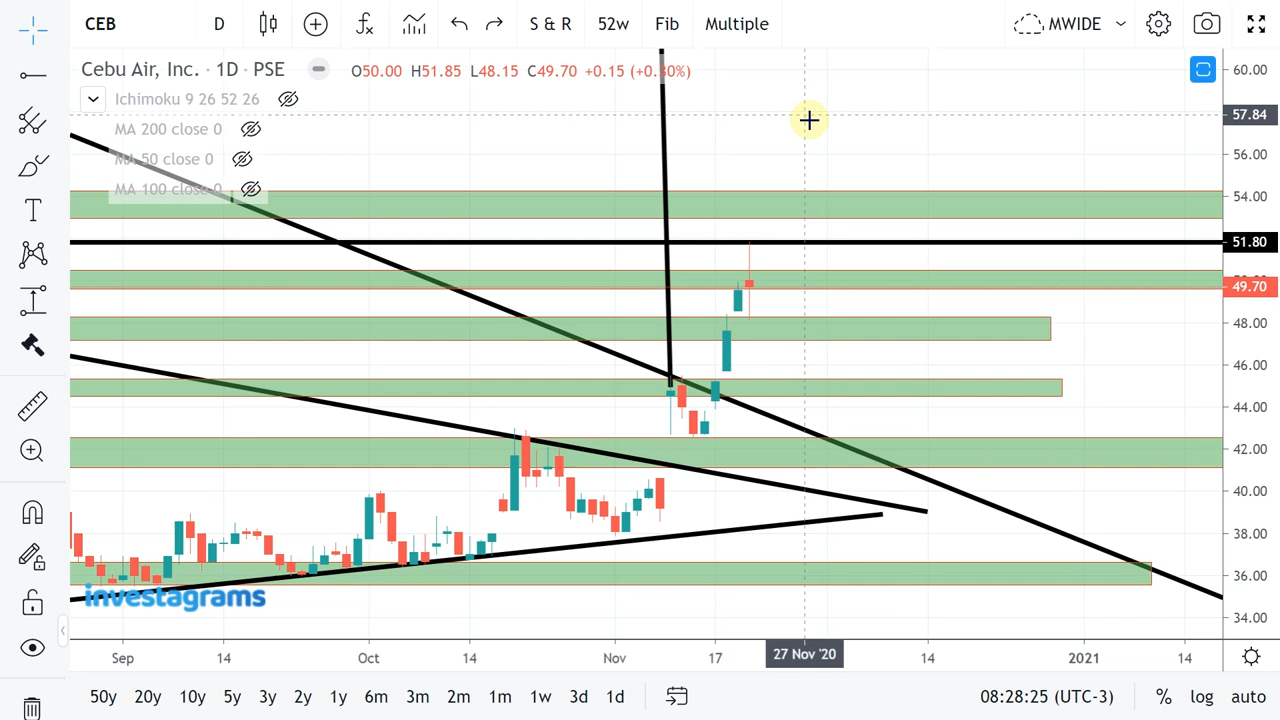 CEB D S & R 52w Fib Multiple MWIDE
Cebu Air, Inc. · 1D · PSE O50.00 H51.85 L48.15 C49.70 +0.15 (+0.30%)
Ichimoku 9 26 52 26
MA 200 close 0
MA 50 close 0
MA 100 close 0
60.00
57.84
56.00
54.00
51.80
49.70
48.00
46.00
44.00
42.00
40.00
38.00
36.00
34.00
investagrams
Sep 14 Oct 14 Nov 17 27 Nov '20 14 2021 14
50y 20y 10y 5y 3y 2y 1y 6m 3m 2m 1m 1w 3d 1d 08:28:25 (UTC-3) % log auto